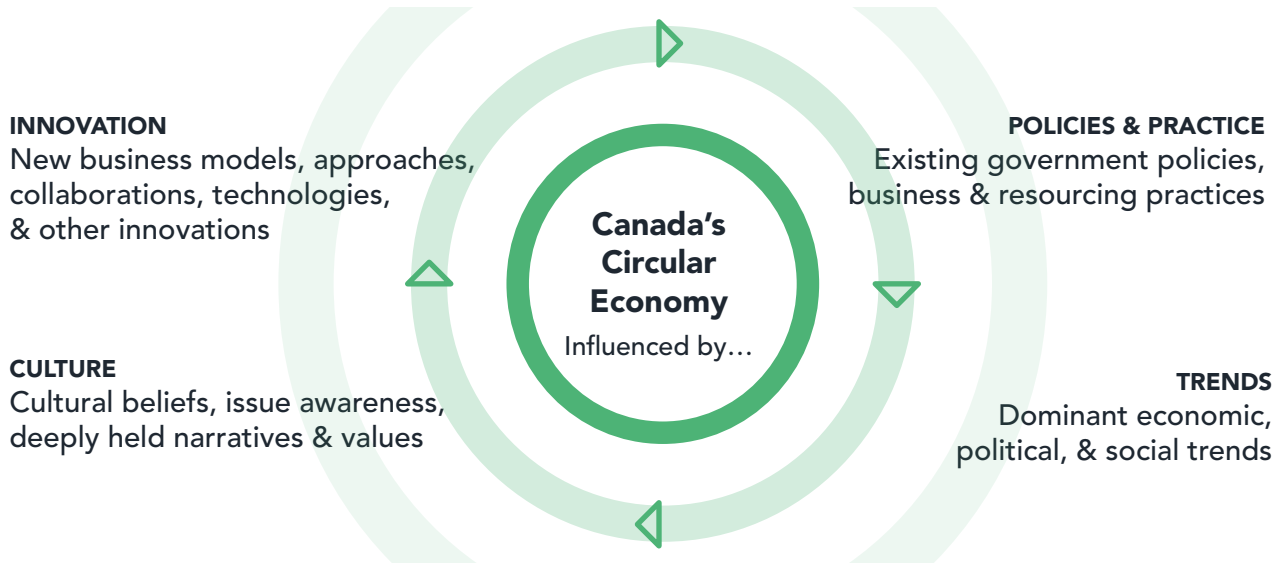 INNOVATION
New business models, approaches,
collaborations, technologies,
& other innovations
POLICIES & PRACTICE
Existing government policies,
business & resourcing practices
Canada’s
Circular
Economy
Influenced by…
CULTURE
Cultural beliefs, issue awareness,
deeply held narratives & values
TRENDS
Dominant economic,
political, & social trends